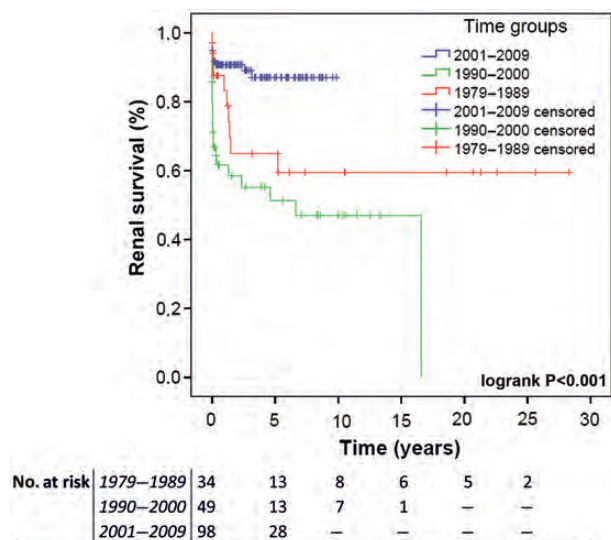 Time groups
2001–2009
1990–2000
1979–1989
2001–2009 censored
1990–2000 censored
1979–1989 censored
Renal survival (%)
1.0
0.8
0.6
0.4
0.2
0.0
logrank P<0.001
0 5 10 15 20 25 30
Time (years)
No. at risk 1979–1989 34 13 8 6 5 2
1990–2000 49 13 7 1 – –
2001–2009 98 28 – – – –